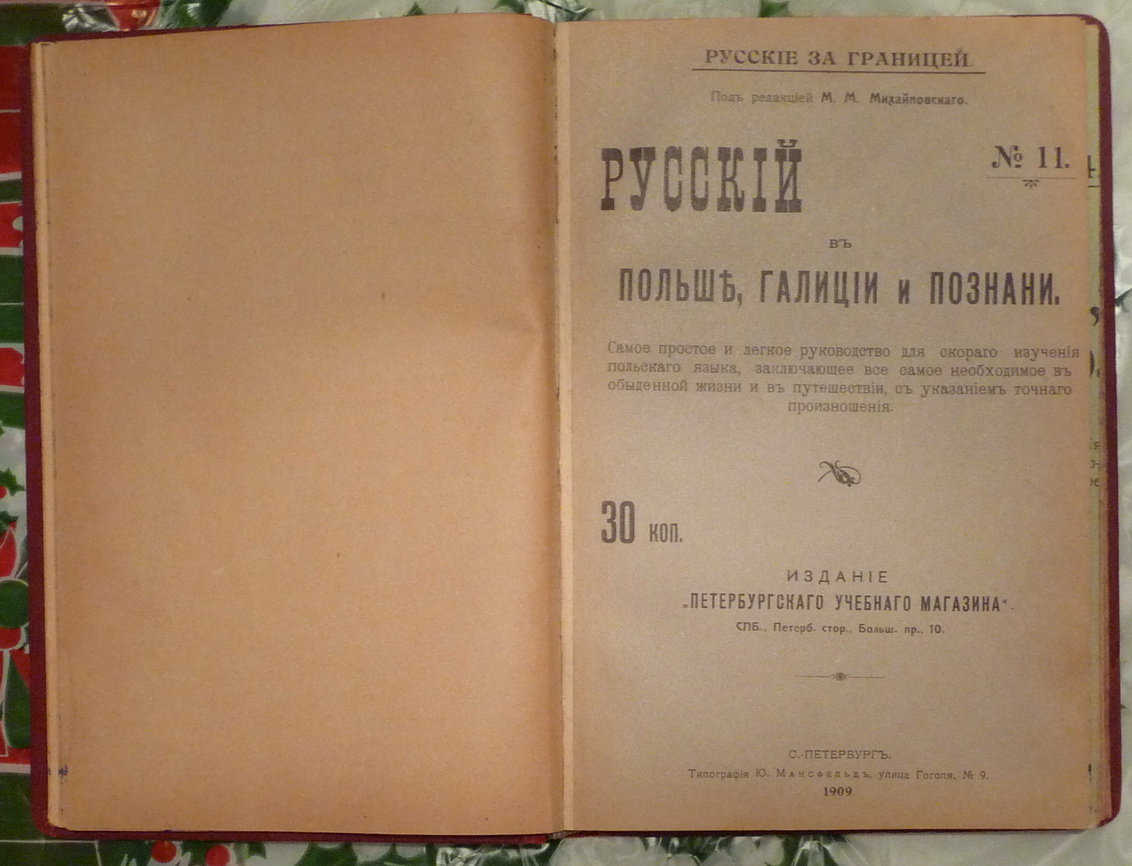 РУССКІЕ ЗА ГРАНИЦЕЙ.
Подъ редакціей М. М. Михайловскаго.
№ 11.
РУССКІЙ
въ
ПОЛЬШѢ, ГАЛИЦІИ и ПОЗНАНИ.
Самое простое и легкое руководство для скораго изученія
польскаго языка, заключающее все самое необходимое въ
обыденной жизни и въ путешествіи, съ указаніемъ точнаго
произношенія.
30 коп.
ИЗДАНІЕ
„ПЕТЕРБУРГСКАГО УЧЕБНАГО МАГАЗИНА".
СПБ., Петерб. стор., Больш. пр., 10.
С.-ПЕТЕРБУРГЪ.
Типографія Ю. Мансфельдъ, улица Гоголя, № 9.
1909